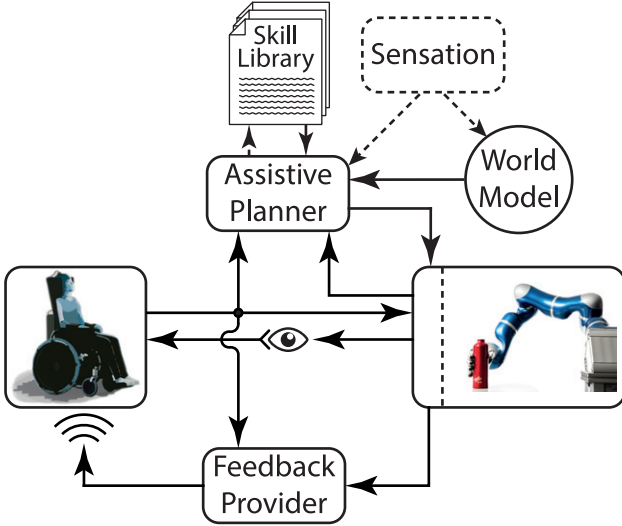 Skill
Library
Sensation
Assistive
Planner
World
Model
Feedback
Provider